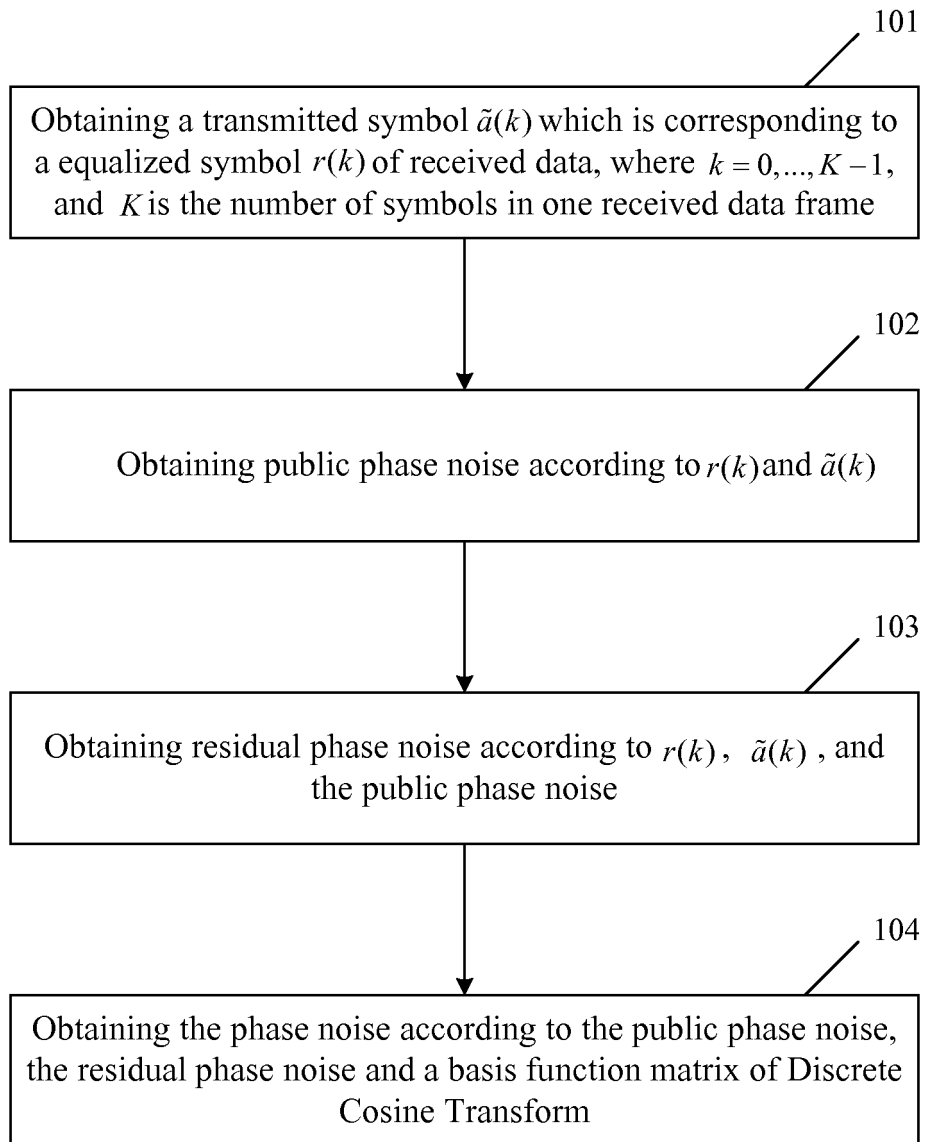 101
Obtaining a transmitted symbol ã(k) which is corresponding to
a equalized symbol r(k) of received data, where k = 0,..., K − 1,
and K is the number of symbols in one received data frame
102
Obtaining public phase noise according to r(k) and ã(k)
103
Obtaining residual phase noise according to r(k), ã(k), and
the public phase noise
104
Obtaining the phase noise according to the public phase noise,
the residual phase noise and a basis function matrix of Discrete
Cosine Transform